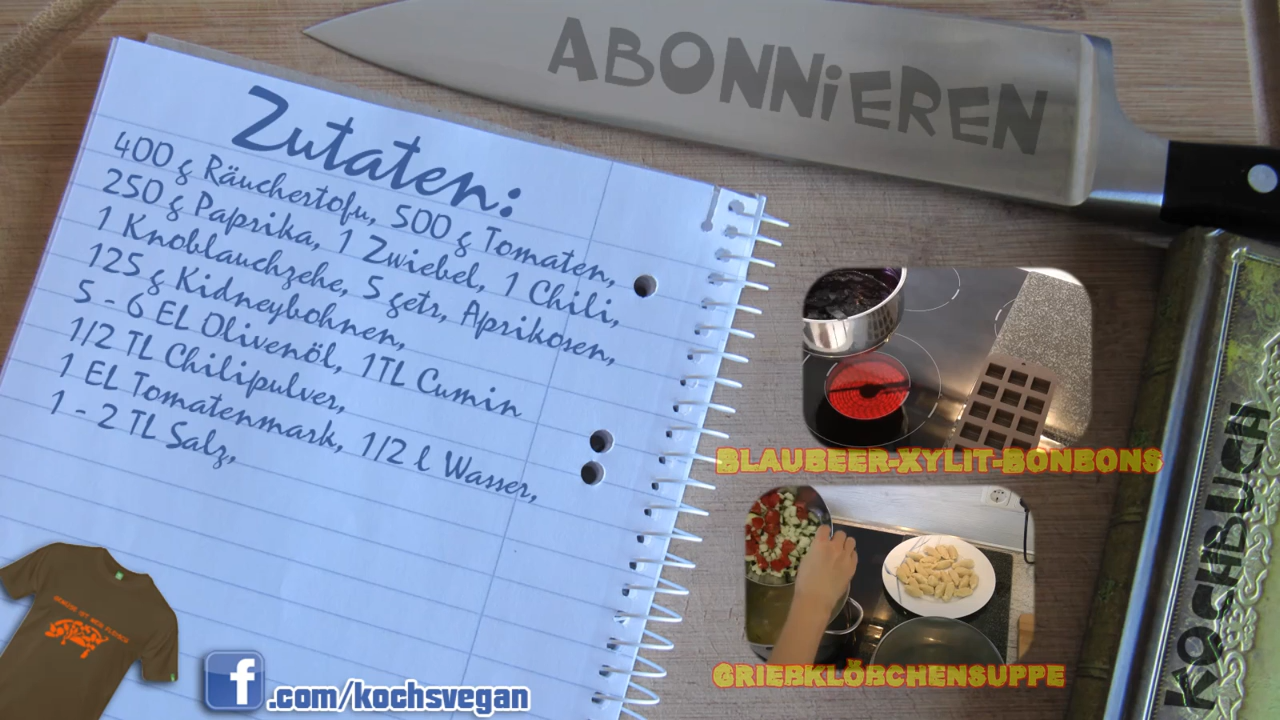 ABONNiEREN
Zutaten:
400 g Räuchertofu, 500 g Tomaten,
250 g Paprika, 1 Zwiebel, 1 Chili,
1 Knoblauchzehe, 5 getr, Aprikosen,
125 g Kidneybohnen,
5 - 6 EL Olivenöl, 1TL Cumin
1/2 TL Chilipulver,
1 EL Tomatenmark, 1/2 l Wasser,
1 - 2 TL Salz,
BLAUBEER-XYLIT-BONBONS
GRIEßKLÖßCHENSUPPE
KOCHBUCH
f .com/kochsvegan